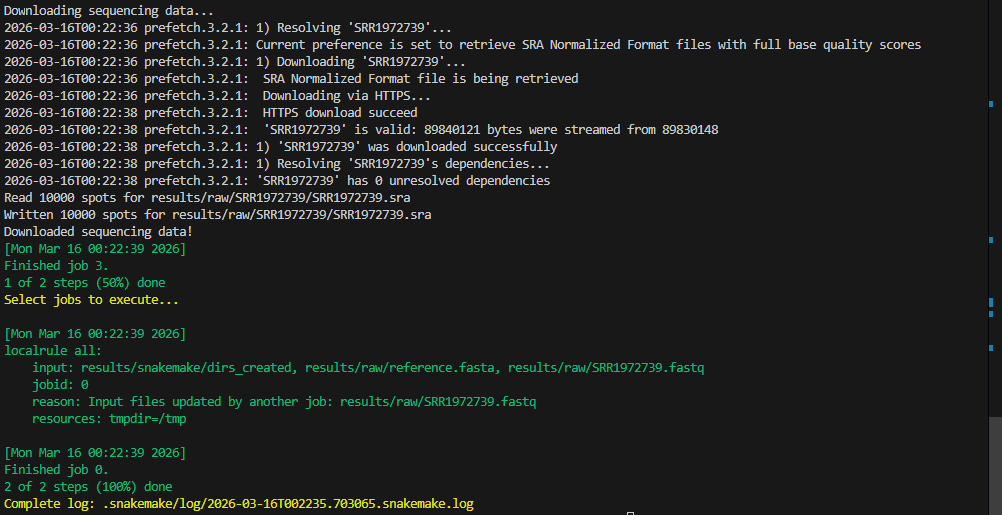 Downloading sequencing data...
2026-03-16T00:22:36 prefetch.3.2.1: 1) Resolving 'SRR1972739'...
2026-03-16T00:22:36 prefetch.3.2.1: Current preference is set to retrieve SRA Normalized Format files with full base quality scores
2026-03-16T00:22:36 prefetch.3.2.1: 1) Downloading 'SRR1972739'...
2026-03-16T00:22:36 prefetch.3.2.1:  SRA Normalized Format file is being retrieved
2026-03-16T00:22:36 prefetch.3.2.1:  Downloading via HTTPS...
2026-03-16T00:22:38 prefetch.3.2.1:  HTTPS download succeed
2026-03-16T00:22:38 prefetch.3.2.1:  'SRR1972739' is valid: 89840121 bytes were streamed from 89830148
2026-03-16T00:22:38 prefetch.3.2.1: 1) 'SRR1972739' was downloaded successfully
2026-03-16T00:22:38 prefetch.3.2.1: 1) Resolving 'SRR1972739's dependencies...
2026-03-16T00:22:38 prefetch.3.2.1: 'SRR1972739' has 0 unresolved dependencies
Read 10000 spots for results/raw/SRR1972739/SRR1972739.sra
Written 10000 spots for results/raw/SRR1972739/SRR1972739.sra
Downloaded sequencing data!
[Mon Mar 16 00:22:39 2026]
Finished job 3.
1 of 2 steps (50%) done
Select jobs to execute...

[Mon Mar 16 00:22:39 2026]
localrule all:
    input: results/snakemake/dirs_created, results/raw/reference.fasta, results/raw/SRR1972739.fastq
    jobid: 0
    reason: Input files updated by another job: results/raw/SRR1972739.fastq
    resources: tmpdir=/tmp

[Mon Mar 16 00:22:39 2026]
Finished job 0.
2 of 2 steps (100%) done
Complete log: .snakemake/log/2026-03-16T002235.703065.snakemake.log